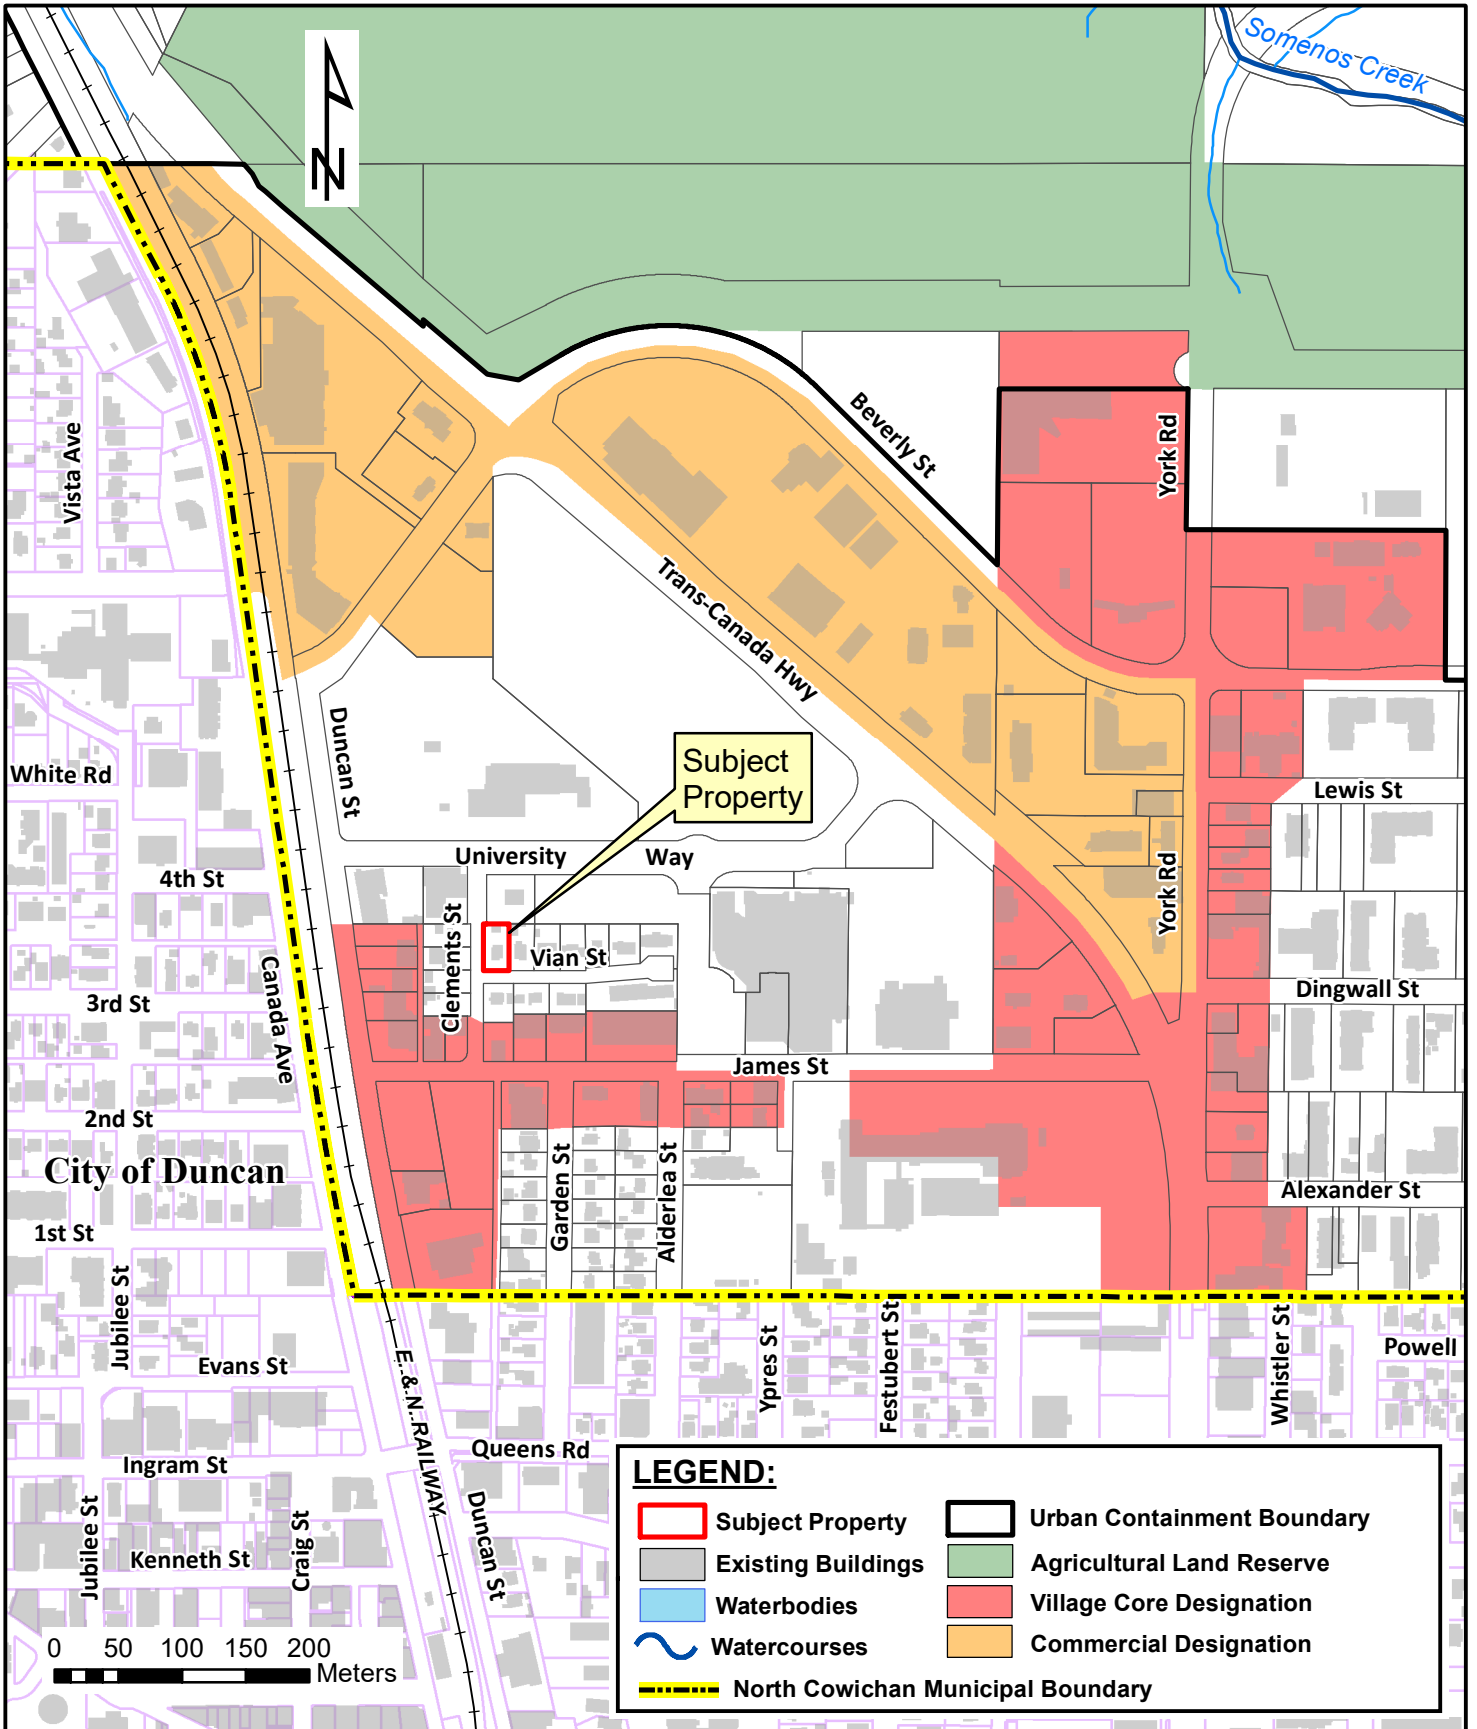 Somenos Creek
N
Beverly St
York Rd
Vista Ave
Trans-Canada Hwy
Duncan St
Subject
Property
White Rd
Lewis St
University Way
4th St
Clements St
York Rd
Vian St
Canada Ave
3rd St
Dingwall St
James St
2nd St
City of Duncan
Garden St
Alderlea St
Alexander St
1st St
Jubilee St
Ypres St
Festubert St
Whistler St
Powell
Evans St
E. & N. RAILWAY
Queens Rd
Ingram St
Duncan St
Jubilee St
Craig St
Kenneth St
LEGEND:
Subject Property
Existing Buildings
Waterbodies
Watercourses
North Cowichan Municipal Boundary
Urban Containment Boundary
Agricultural Land Reserve
Village Core Designation
Commercial Designation
0 50 100 150 200
Meters